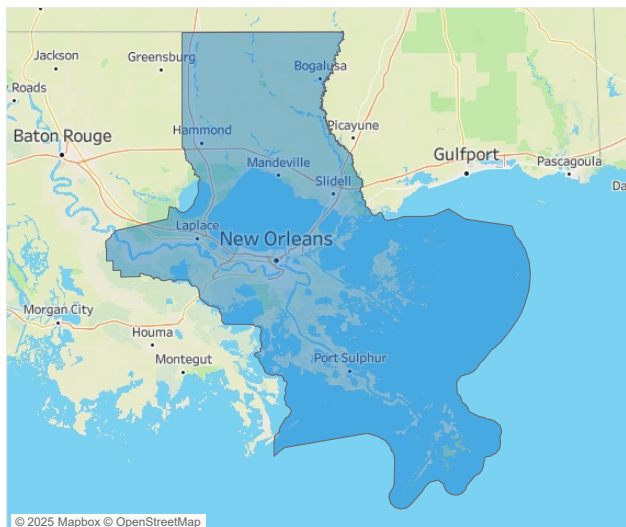 Jackson
Greensburg
Bogalusa
Roads
Baton Rouge
Hammond
Picayune
Mandeville
Gulfport
Pascagoula
Slidell
Da
Laplace
New Orleans
Morgan City
Houma
Montegut
Port Sulphur
© 2025 Mapbox © OpenStreetMap